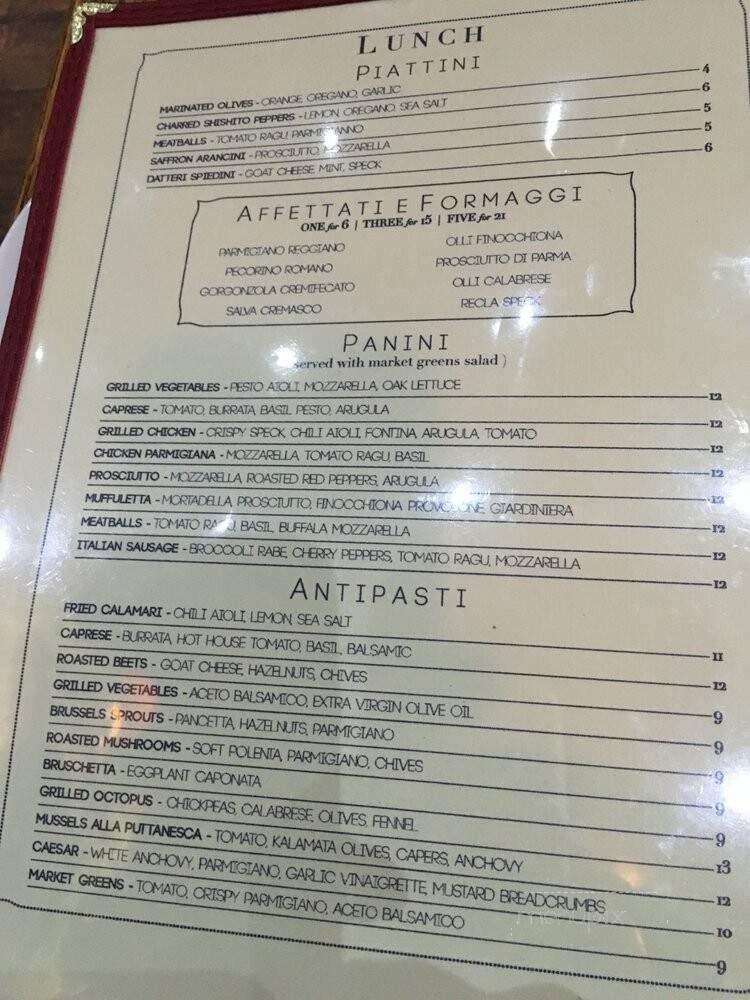 LUNCH
PIATTINI
MARINATED OLIVES - ORANGE, OREGANO, GARLIC 4
CHARRED SHISHITO PEPPERS - LEMON, OREGANO, SEA SALT 6
MEATBALLS - TOMATO RAGU, PARMIGIANNO 5
SAFFRON ARANCINI - PROSCIUTTO, MOZZARELLA 5
DATTERI SPIEDINI - GOAT CHEESE, MINT, SPECK 6
AFFETTATI E FORMAGGI
ONE for 6 | THREE for 15 | FIVE for 21
PARMIGIANO REGGIANO
PECORINO ROMANO
GORGONZOLA CREMIFECATO
SALVA CREMASCO
OLLI FINOCCHIONA
PROSCIUTTO DI PARMA
OLLI CALABRESE
RECLA SPECK
PANINI
served with market greens salad )
GRILLED VEGETABLES - PESTO AIOLI, MOZZARELLA, OAK LETTUCE 12
CAPRESE - TOMATO, BURRATA, BASIL PESTO, ARUGULA 12
GRILLED CHICKEN - CRISPY SPECK, CHILI AIOLI, FONTINA, ARUGULA, TOMATO 12
CHICKEN PARMIGIANA - MOZZARELLA, TOMATO RAGU, BASIL 12
PROSCIUTTO - MOZZARELLA, ROASTED RED PEPPERS, ARUGULA 12
MUFFULETTA - MORTADELLA, PROSCIUTTO, FINOCCHIONA, PROVOLONE, GIARDINIERA 12
MEATBALLS - TOMATO RAGU, BASIL, BUFFALA MOZZARELLA 12
ITALIAN SAUSAGE - BROCCOLI RABE, CHERRY PEPPERS, TOMATO RAGU, MOZZARELLA 12
ANTIPASTI
FRIED CALAMARI - CHILI AIOLI, LEMON, SEA SALT 11
CAPRESE - BURRATA, HOT HOUSE TOMATO, BASIL, BALSAMIC 12
ROASTED BEETS - GOAT CHEESE, HAZELNUTS, CHIVES 9
GRILLED VEGETABLES - ACETO BALSAMICO, EXTRA VIRGIN OLIVE OIL 9
BRUSSELS SPROUTS - PANCETTA, HAZELNUTS, PARMIGIANO 9
ROASTED MUSHROOMS - SOFT POLENTA, PARMIGIANO, CHIVES 9
BRUSCHETTA - EGGPLANT CAPONATA 9
GRILLED OCTOPUS - CHICKPEAS, CALABRESE, OLIVES, FENNEL 13
MUSSELS ALLA PUTTANESCA - TOMATO, KALAMATA OLIVES, CAPERS, ANCHOVY 12
CAESAR - WHITE ANCHOVY, PARMIGIANO, GARLIC VINAIGRETTE, MUSTARD BREADCRUMBS 10
MARKET GREENS - TOMATO, CRISPY PARMIGIANO, ACETO BALSAMICO 9